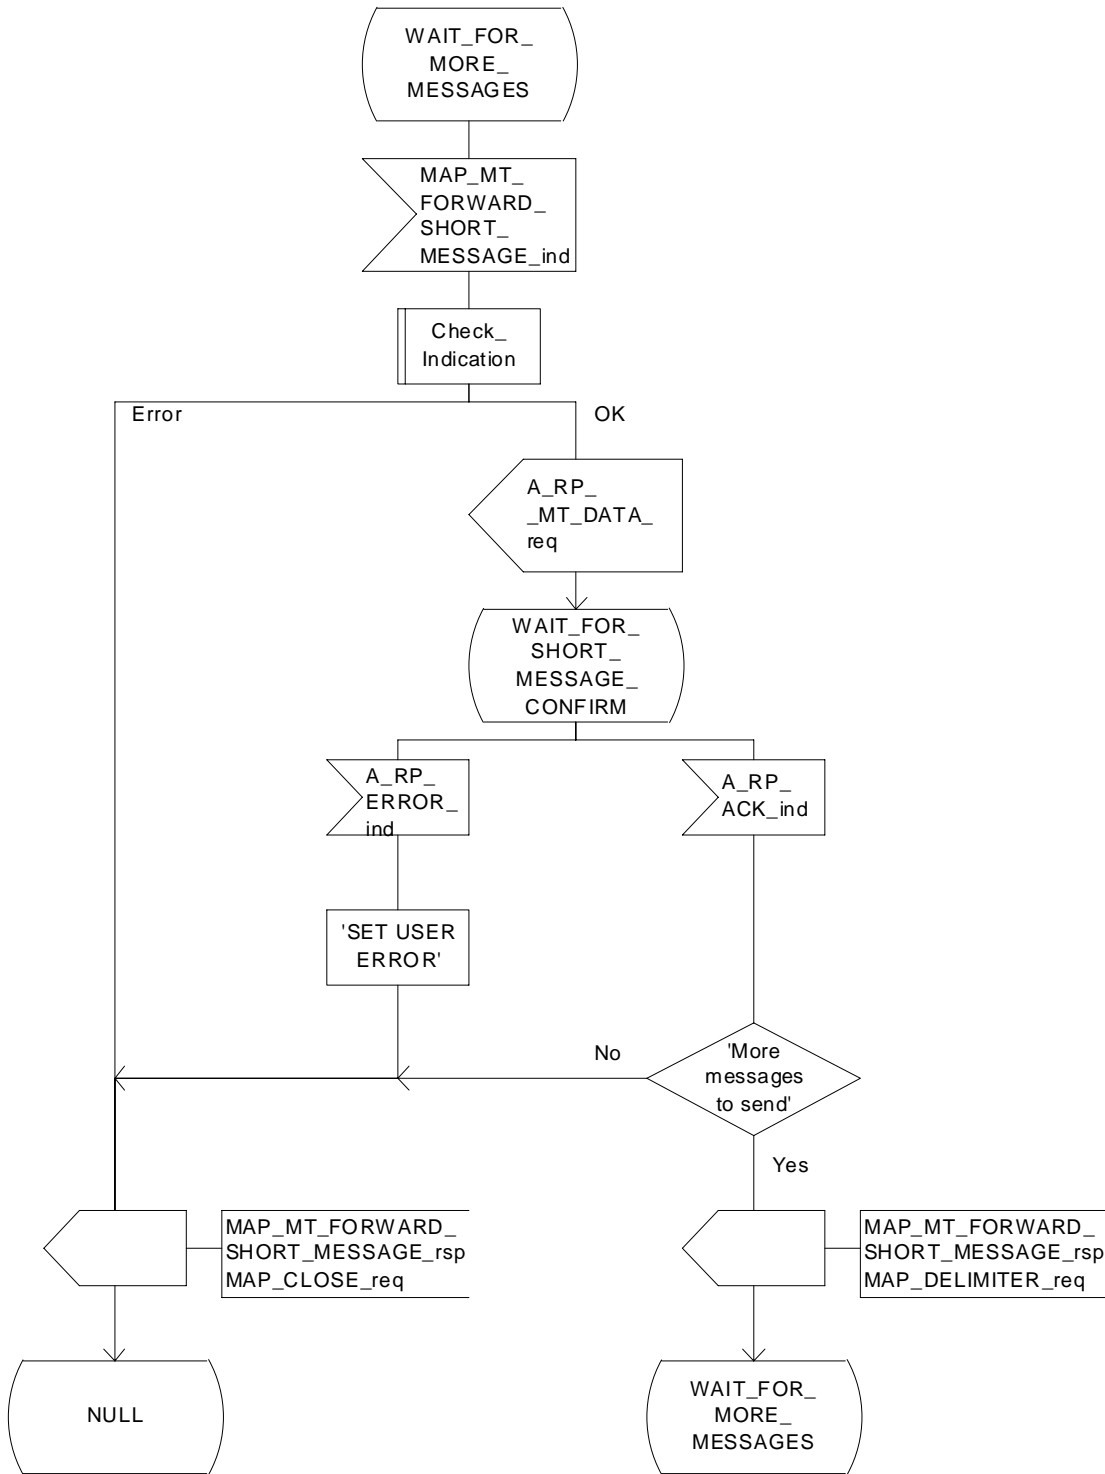 WAIT_FOR_
MORE_
MESSAGES
MAP_MT_
FORWARD_
SHORT_
MESSAGE_ind
Check_
Indication
Error
OK
A_RP_
_MT_DATA_
req
WAIT_FOR_
SHORT_
MESSAGE_
CONFIRM
A_RP_
ERROR_
ind
A_RP_
ACK_ind
'SET USER
ERROR'
No
'More
messages
to send'
Yes
MAP_MT_FORWARD_
SHORT_MESSAGE_rsp
MAP_CLOSE_req
MAP_MT_FORWARD_
SHORT_MESSAGE_rsp
MAP_DELIMITER_req
NULL
WAIT_FOR_
MORE_
MESSAGES